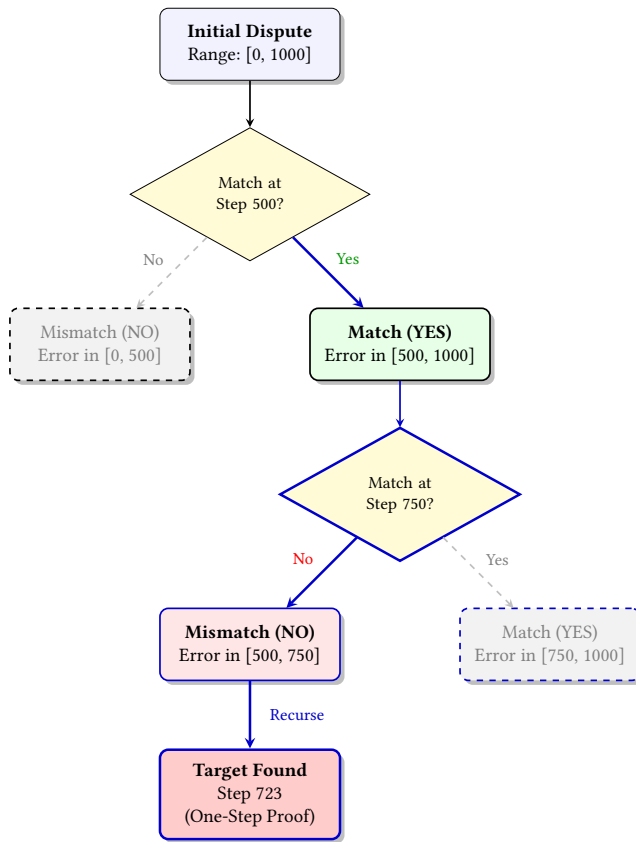 Initial Dispute
Range: [0, 1000]
Match at
Step 500?
No
Yes
Mismatch (NO)
Error in [0, 500]
Match (YES)
Error in [500, 1000]
Match at
Step 750?
No
Yes
Mismatch (NO)
Error in [500, 750]
Match (YES)
Error in [750, 1000]
Recurse
Target Found
Step 723
(One-Step Proof)